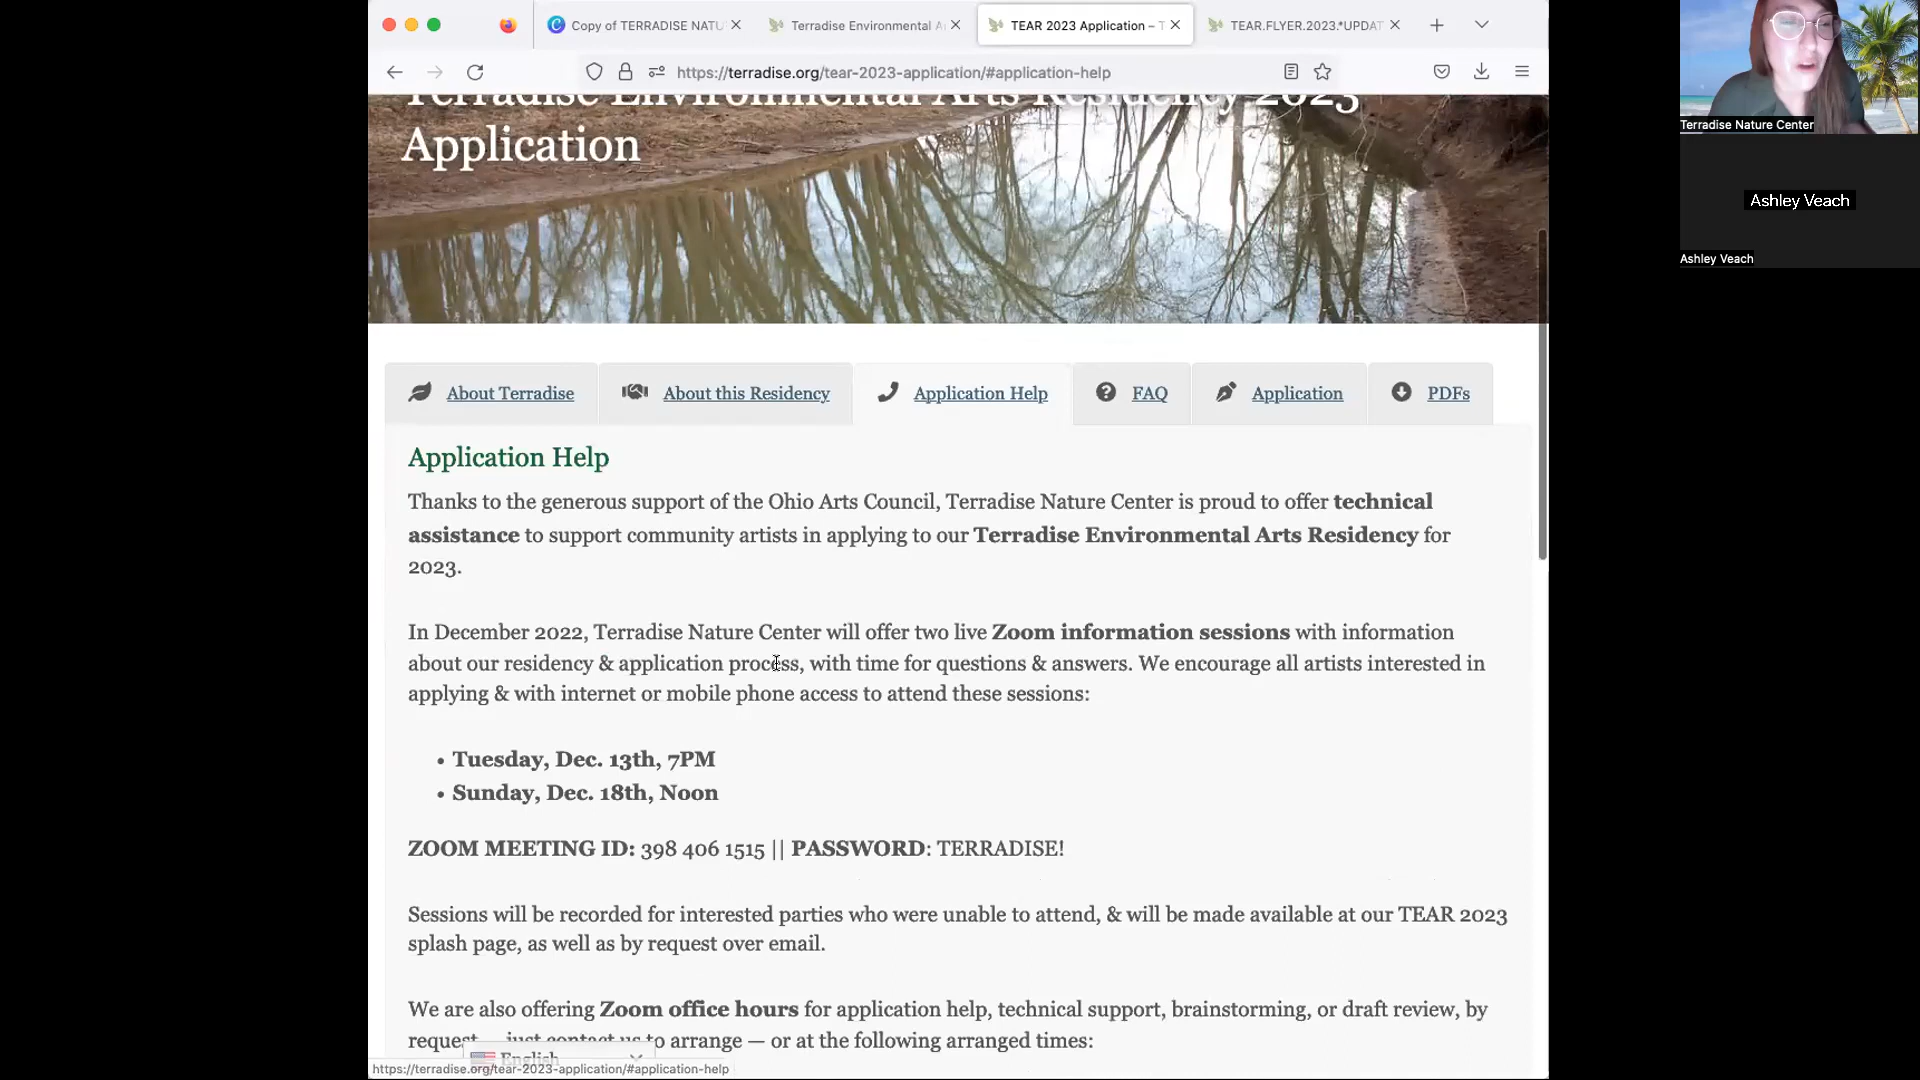 Copy of TERRADISE NATU
Terradise Environmental A
TEAR 2023 Application – T
TEAR.FLYER.2023.*UPDAT
https://terradise.org/tear-2023-application/#application-help
Terradise Nature Center
Terradise Environmental Arts Residency 2023
Application
Ashley Veach
Ashley Veach
About Terradise
About this Residency
Application Help
FAQ
Application
PDFs
Application Help
Thanks to the generous support of the Ohio Arts Council, Terradise Nature Center is proud to offer technical
assistance to support community artists in applying to our Terradise Environmental Arts Residency for
2023.
In December 2022, Terradise Nature Center will offer two live Zoom information sessions with information
about our residency & application process, with time for questions & answers. We encourage all artists interested in
applying & with internet or mobile phone access to attend these sessions:
• Tuesday, Dec. 13th, 7PM
• Sunday, Dec. 18th, Noon
ZOOM MEETING ID: 398 406 1515 || PASSWORD: TERRADISE!
Sessions will be recorded for interested parties who were unable to attend, & will be made available at our TEAR 2023
splash page, as well as by request over email.
We are also offering Zoom office hours for application help, technical support, brainstorming, or draft review, by
request — just contact us to arrange — or at the following arranged times:
English
https://terradise.org/tear-2023-application/#application-help